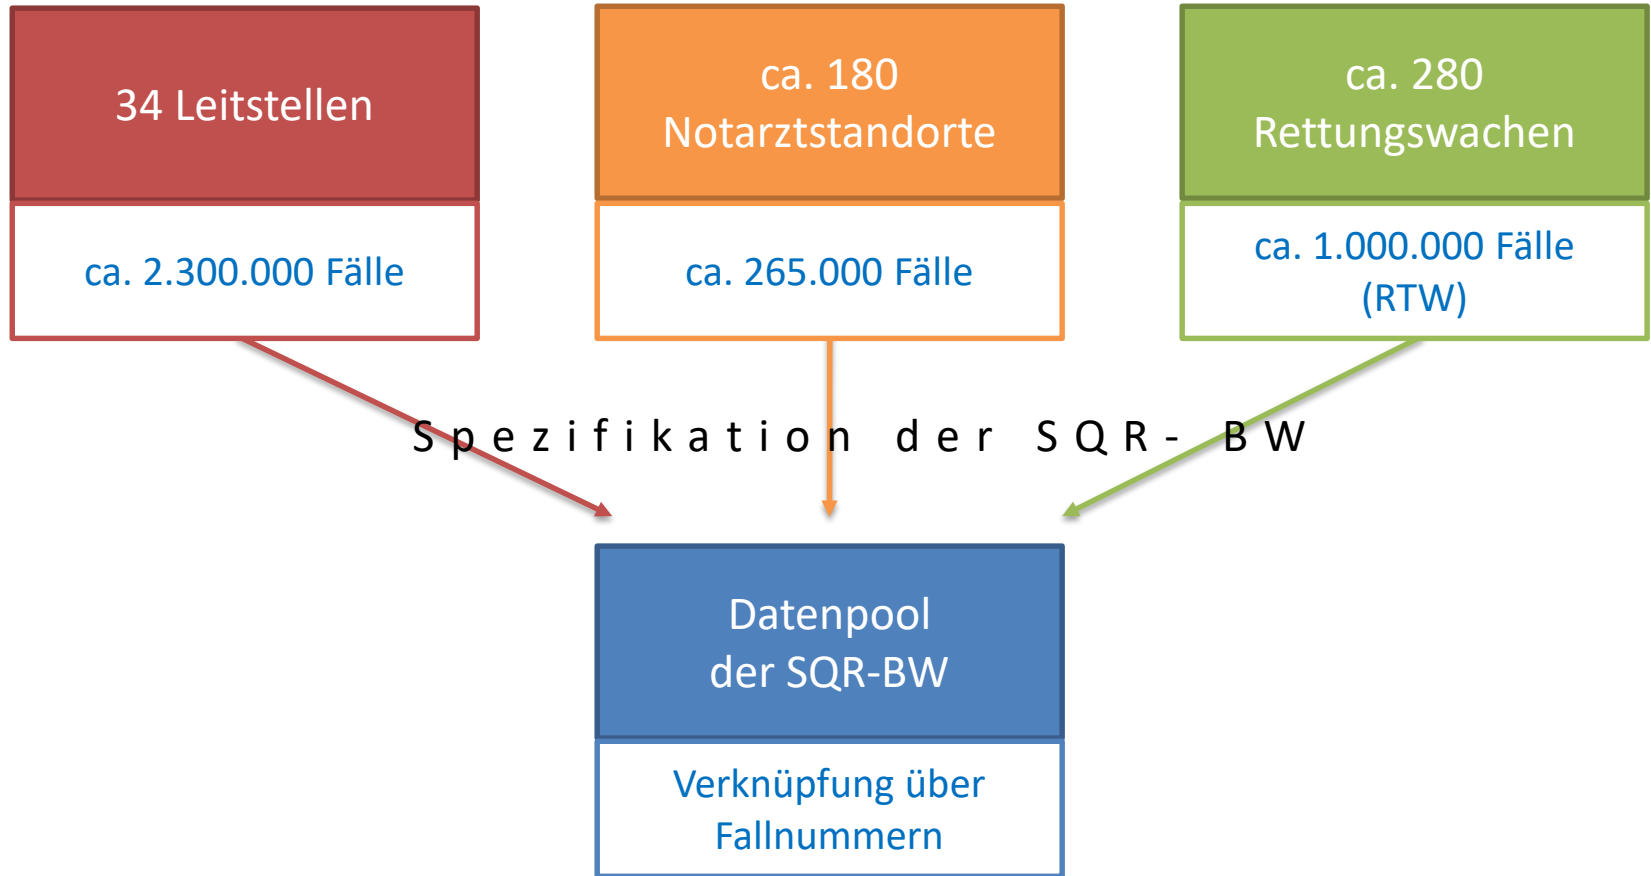 34 Leitstellen
ca. 2.300.000 Fälle
ca. 180
Notarztstandorte
ca. 265.000 Fälle
ca. 280
Rettungswachen
ca. 1.000.000 Fälle
(RTW)
Spezifikation der SQR- BW
Datenpool
der SQR-BW
Verknüpfung über
Fallnummern